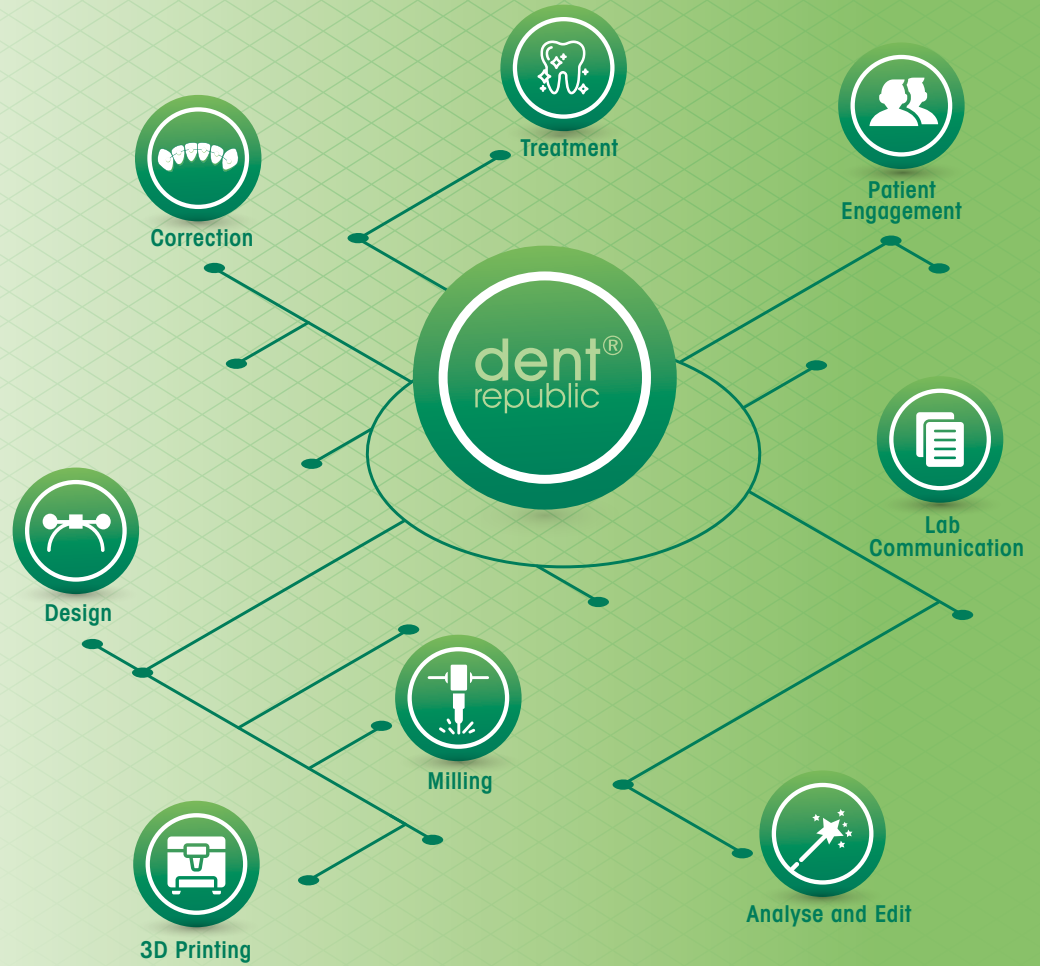 Treatment
Patient
Engagement
Correction
dent®
republic
Lab
Communication
Design
Milling
Analyse and Edit
3D Printing